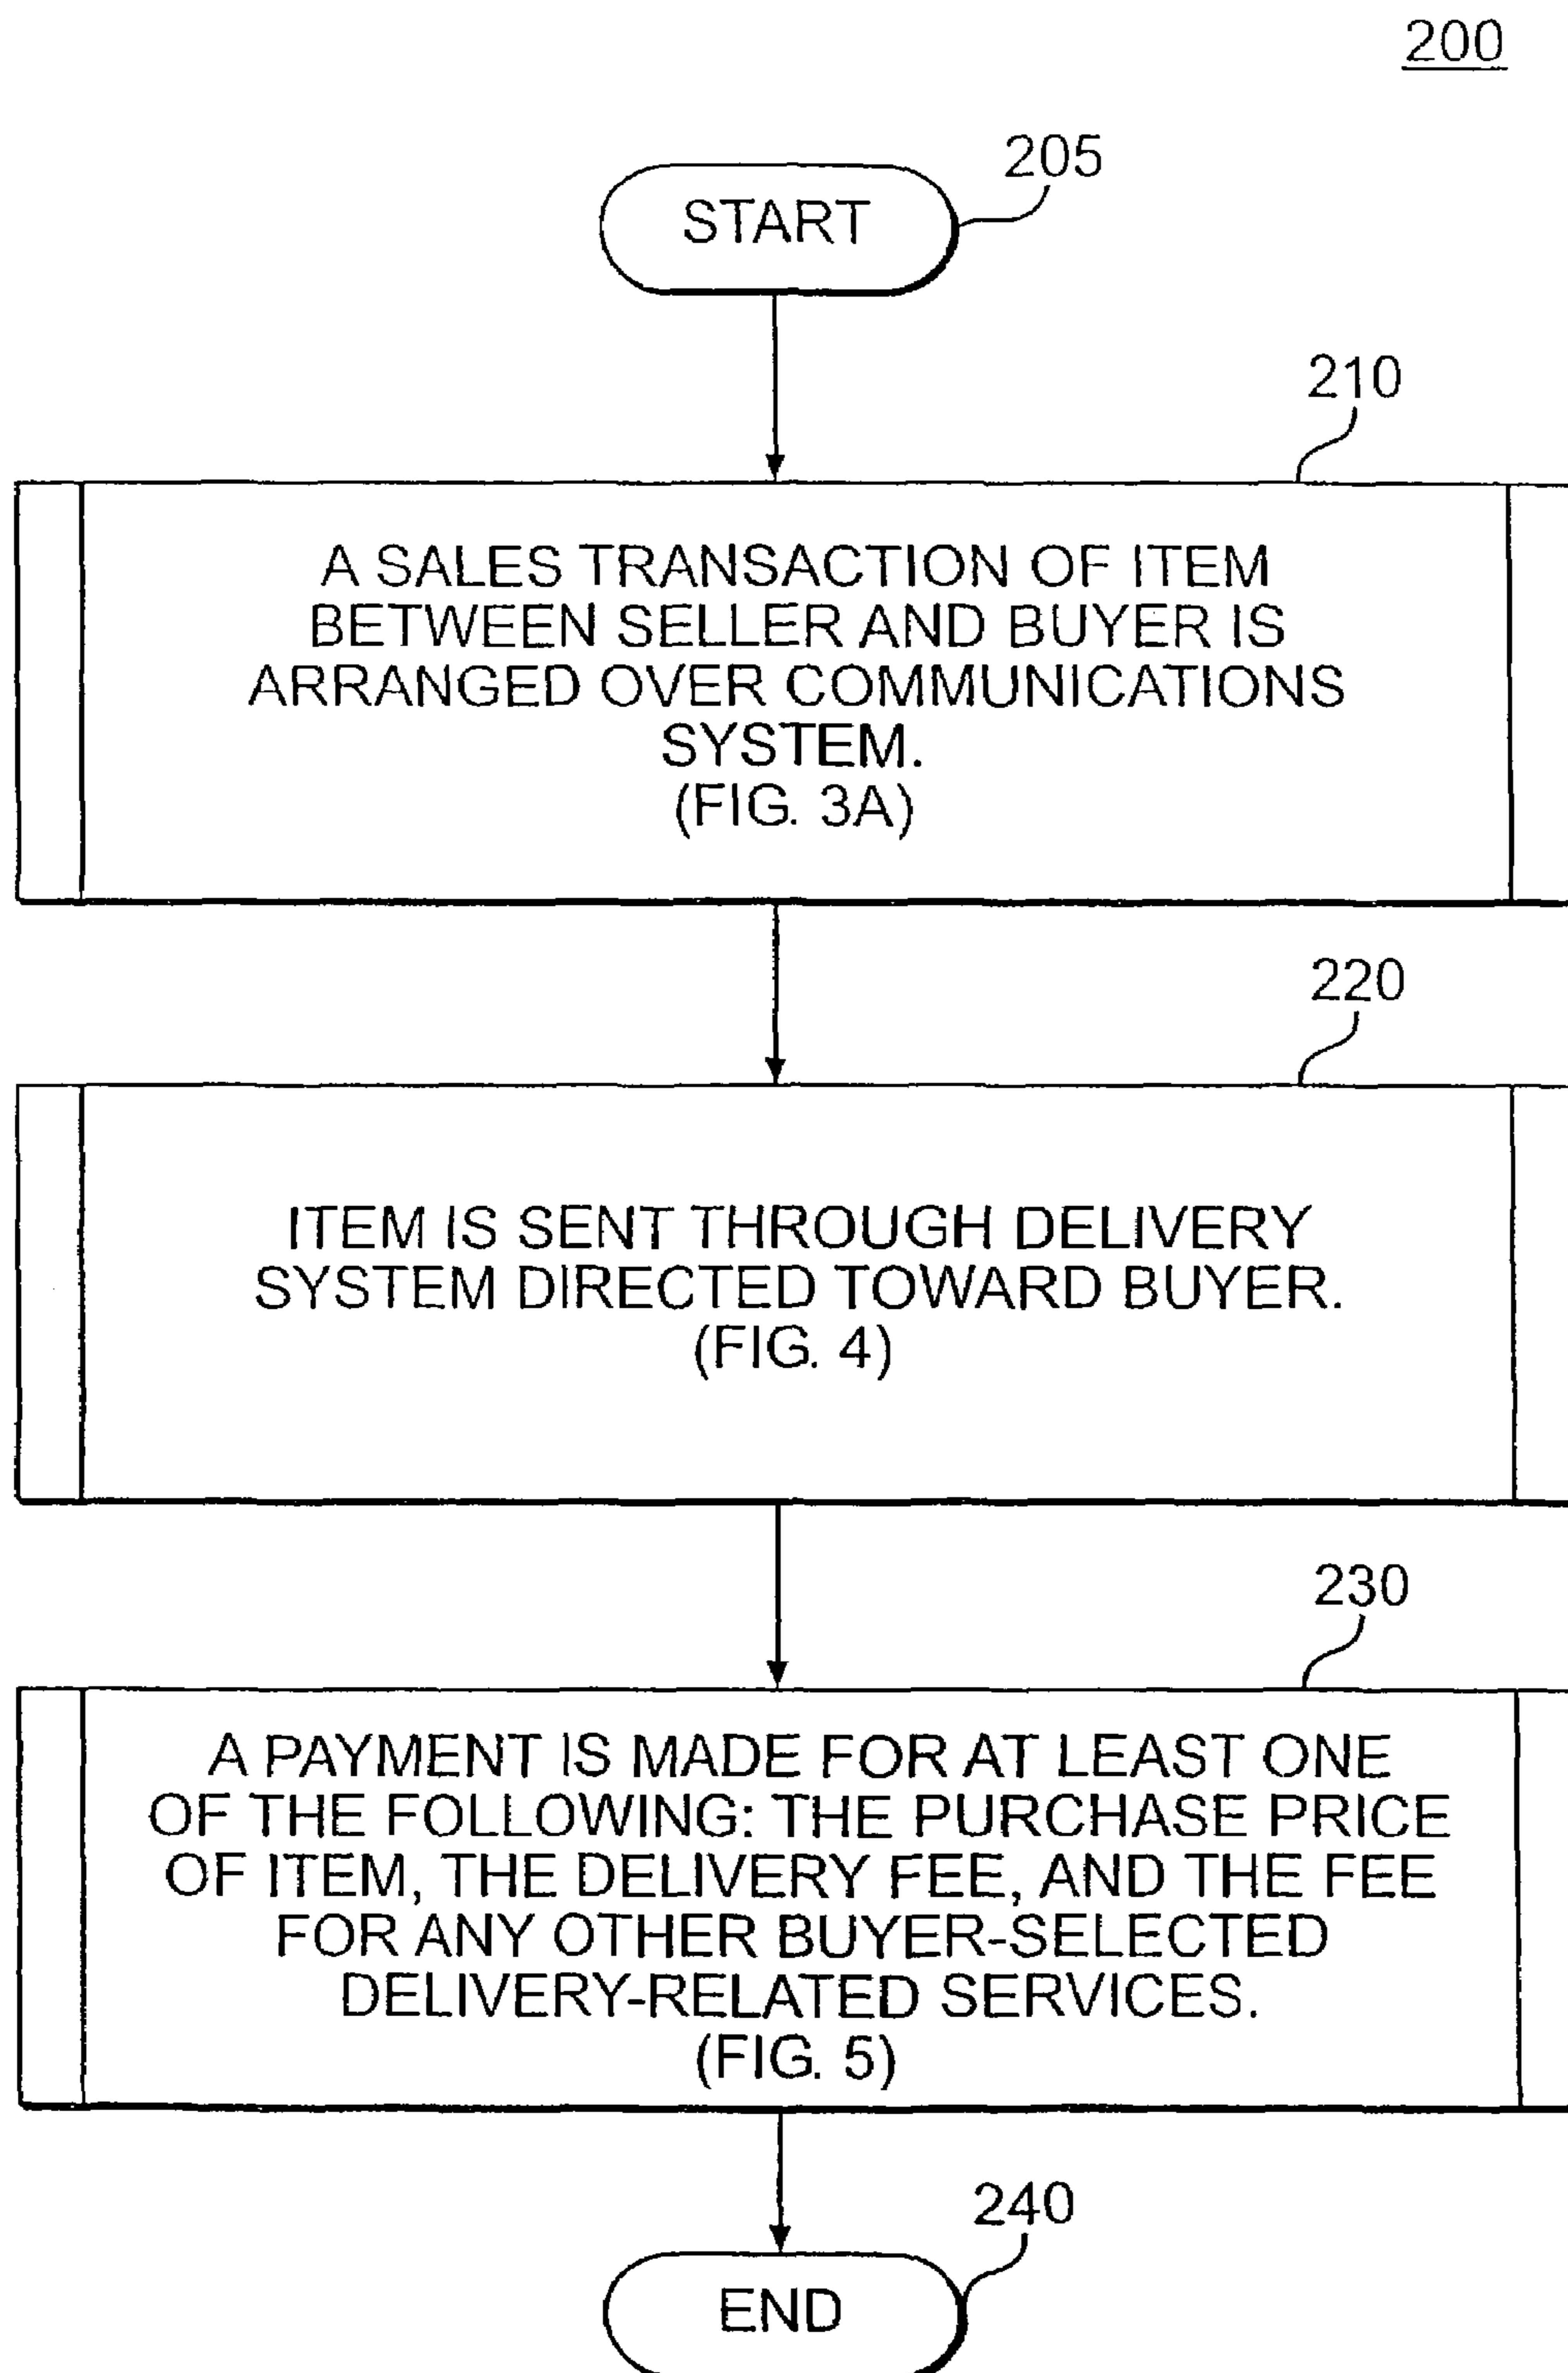 200
205
START
210
A SALES TRANSACTION OF ITEM
BETWEEN SELLER AND BUYER IS
ARRANGED OVER COMMUNICATIONS
SYSTEM.
(FIG. 3A)
220
ITEM IS SENT THROUGH DELIVERY
SYSTEM DIRECTED TOWARD BUYER.
(FIG. 4)
230
A PAYMENT IS MADE FOR AT LEAST ONE
OF THE FOLLOWING: THE PURCHASE PRICE
OF ITEM, THE DELIVERY FEE, AND THE FEE
FOR ANY OTHER BUYER-SELECTED
DELIVERY-RELATED SERVICES.
(FIG. 5)
240
END